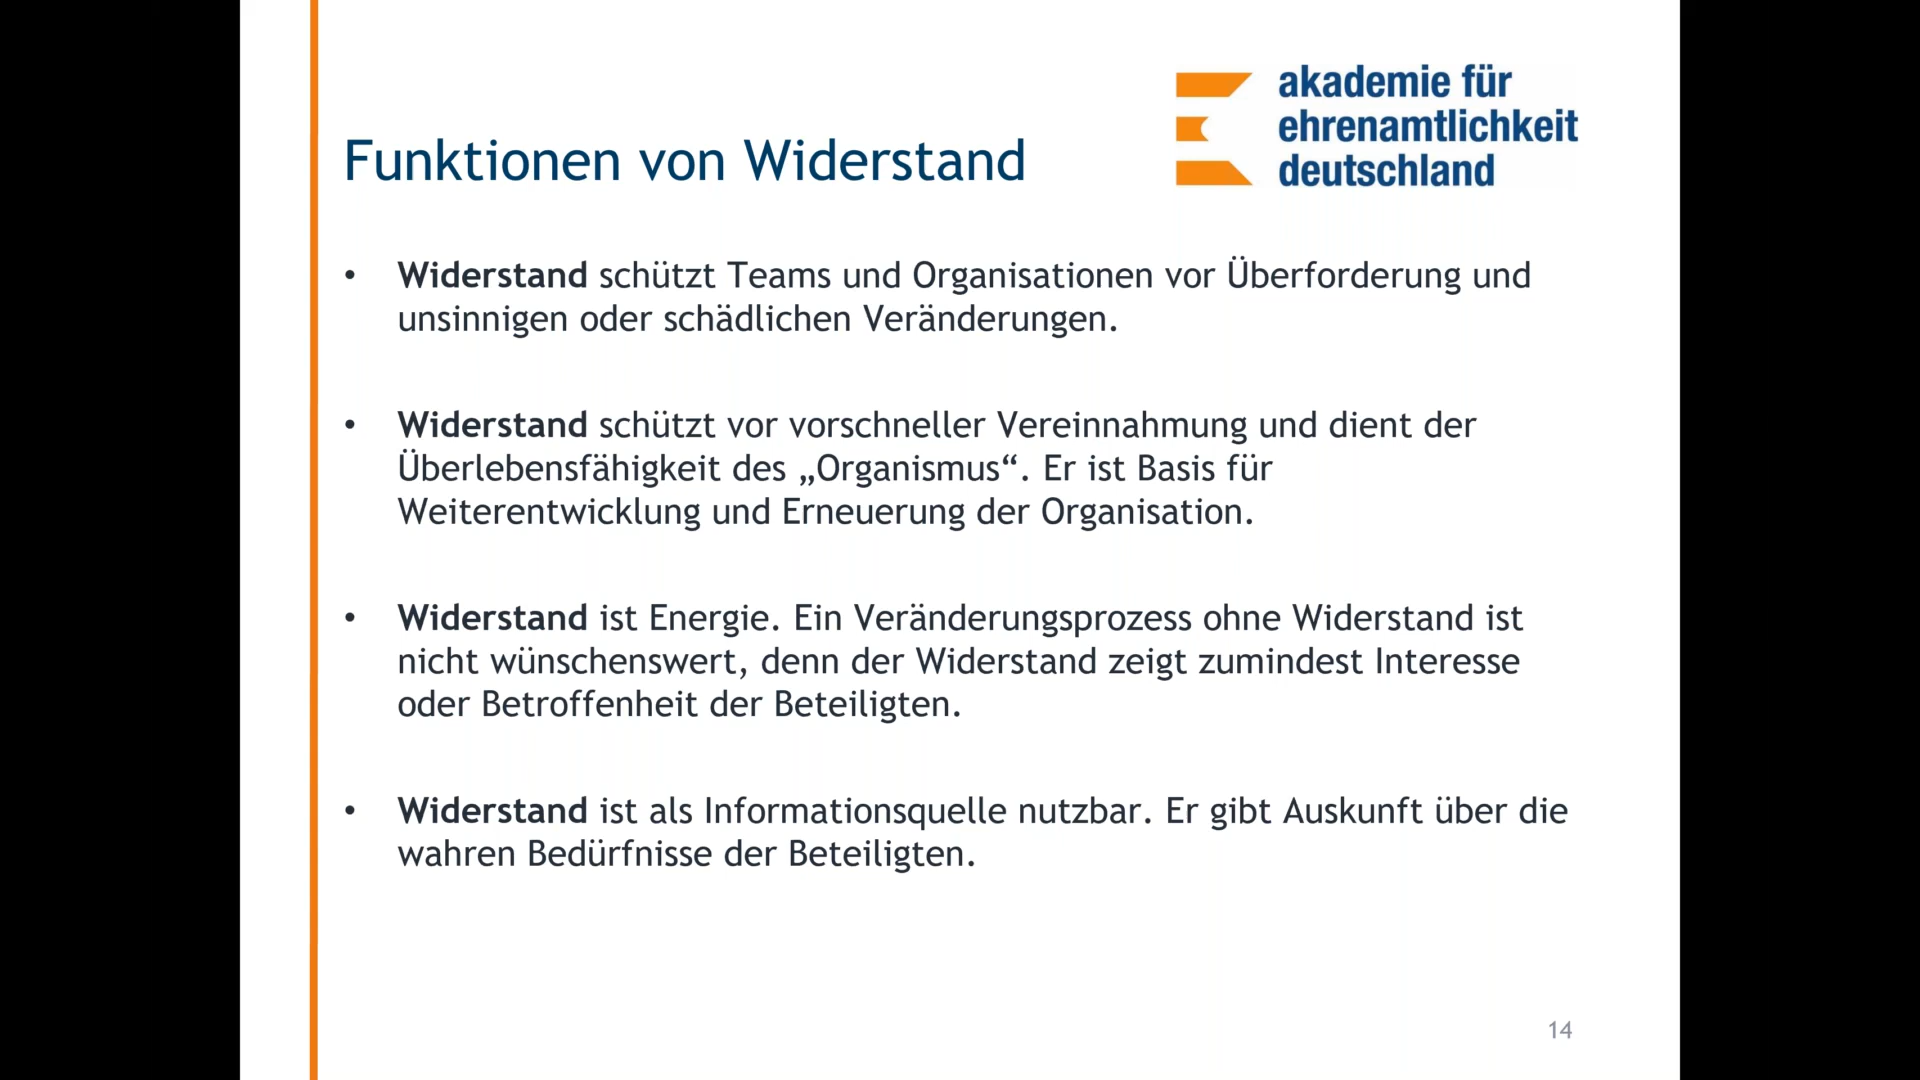 akademie für
ehrenamtlichkeit
deutschland
Funktionen von Widerstand
• Widerstand schützt Teams und Organisationen vor Überforderung und
unsinnigen oder schädlichen Veränderungen.
• Widerstand schützt vor vorschneller Vereinnahmung und dient der
Überlebensfähigkeit des „Organismus“. Er ist Basis für
Weiterentwicklung und Erneuerung der Organisation.
• Widerstand ist Energie. Ein Veränderungsprozess ohne Widerstand ist
nicht wünschenswert, denn der Widerstand zeigt zumindest Interesse
oder Betroffenheit der Beteiligten.
• Widerstand ist als Informationsquelle nutzbar. Er gibt Auskunft über die
wahren Bedürfnisse der Beteiligten.
14